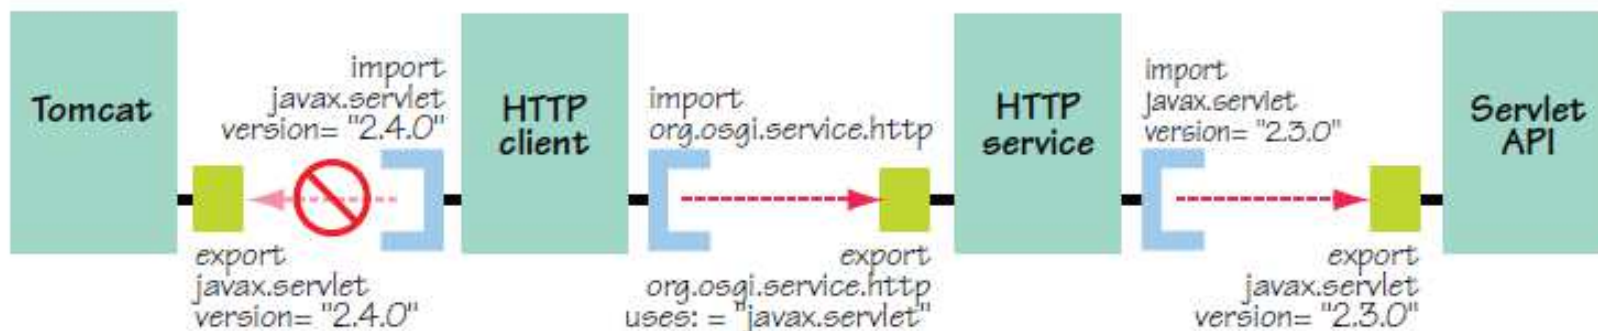 Tomcat
import
javax.servlet
version= "2.4.0"
HTTP
client
import
org.osgi.service.http
HTTP
service
import
javax.servlet
version= "2.3.0"
Servlet
API
export
javax.servlet
version= "2.4.0"
export
org.osgi.service.http
uses: = "javax.servlet"
export
javax.servlet
version= "2.3.0"